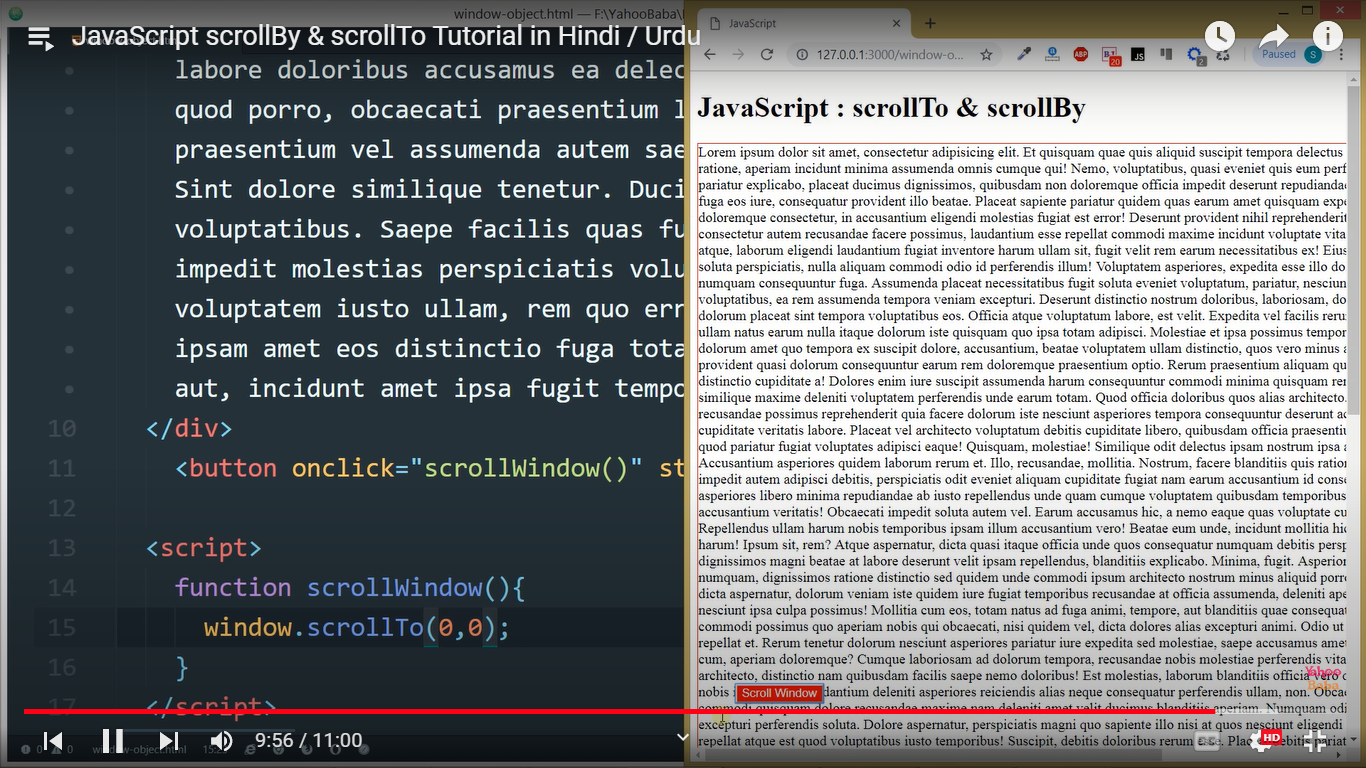 window-object.html — F:\YahooBaba\
JavaScript scrollBy & scrollTo Tutorial in Hindi / Urdu
labore doloribus accusamus ea delec
quod porro, obcaecati praesentium l
praesentium vel assumenda autem sae
Sint dolore similique tenetur. Duci
voluptatibus. Saepe facilis quas fu
impedit molestias perspiciatis volu
voluptatem iusto ullam, rem quo err
ipsam amet eos distinctio fuga tota
aut, incidunt amet ipsa fugit tempo
10 </div>
11 <button onclick="scrollWindow()" st
12
13 <script>
14 function scrollWindow(){
15 window.scrollTo(0,0);
16 }
17 </script>
window-object.html
9:56 / 11:00
HD
JavaScript
127.0.0.1:3000/window-o...
ABP
20
JS
2
Paused
S
JavaScript : scrollTo & scrollBy
Lorem ipsum dolor sit amet, consectetur adipisicing elit. Et quisquam quae quis aliquid suscipit tempora delectus
ratione, aperiam incidunt minima assumenda omnis cumque qui! Nemo, voluptatibus, quasi eveniet quis eum perf
pariatur explicabo, placeat ducimus dignissimos, quibusdam non doloremque officia impedit deserunt repudianda
fuga eos iure, consequatur provident illo beatae. Placeat sapiente pariatur quidem quas earum amet quisquam expe
doloremque consectetur, in accusantium eligendi molestias fugiat est error! Deserunt provident nihil reprehenderit
consectetur autem recusandae facere possimus, laudantium esse repellat commodi maxime incidunt voluptate vita
atque, laborum eligendi laudantium fugiat inventore harum ullam sit, fugit velit rem earum necessitatibus ex! Eius
soluta perspiciatis, nulla aliquam commodi odio id perferendis illum! Voluptatem asperiores, expedita esse illo do
numquam consequuntur fuga. Assumenda placeat necessitatibus fugit soluta eveniet voluptatum, pariatur, nesciun
voluptatibus, ea rem assumenda tempora veniam excepturi. Deserunt distinctio nostrum doloribus, laboriosam, do
dolorum placeat sint tempora voluptatibus eos. Officia atque voluptatum labore, est velit. Expedita vel facilis reru
ullam natus earum nulla itaque dolorum iste quisquam quo ipsa totam adipisci. Molestiae et ipsa possimus tempor
dolorum amet quo tempora ex suscipit dolore, accusantium, beatae voluptatem ullam distinctio, quos vero minus a
provident quasi dolorum consequuntur earum rem doloremque praesentium optio. Rerum praesentium aliquam qu
distinctio cupiditate a! Dolores enim iure suscipit assumenda harum consequuntur commodi minima quisquam rer
similique maxime deleniti voluptatem perferendis unde earum totam. Quod officia doloribus quos alias architecto.
recusandae possimus reprehenderit quia facere dolorum iste nesciunt asperiores tempora consequuntur deserunt ac
cupiditate veritatis labore. Placeat vel architecto voluptatum debitis cupiditate libero, quibusdam officia praesentiu
quod pariatur fugiat voluptates adipisci eaque! Quisquam, molestiae! Similique odit delectus ipsam nostrum ipsa a
Accusantium asperiores quidem laborum rerum et. Illo, recusandae, mollitia. Nostrum, facere blanditiis quis ration
impedit autem adipisci debitis, perspiciatis odit eveniet aliquam cupiditate fugiat nam earum accusantium id conse
asperiores libero minima repudiandae ab iusto repellendus unde quam cumque voluptatem quibusdam temporibus
accusantium veritatis! Obcaecati impedit soluta autem vel. Earum accusamus hic, a nemo eaque quas voluptate cu
Repellendus ullam harum nobis temporibus ipsam illum accusantium vero! Beatae eum unde, incidunt mollitia hic
harum! Ipsum sit, rem? Atque aspernatur, dicta quasi itaque officia unde quos consequatur numquam debitis persp
dignissimos magni beatae at labore deserunt velit ipsam repellendus, blanditiis explicabo. Minima, fugit. Asperior
numquam, dignissimos ratione distinctio sed quidem unde commodi ipsum architecto nostrum minus aliquid porro
dicta aspernatur, dolorum veniam iste quidem iure fugiat temporibus recusandae at officia assumenda, deleniti ape
nesciunt ipsa culpa possimus! Mollitia cum eos, totam natus ad fuga animi, tempore, aut blanditiis quae consequat
commodi possimus quo aperiam nobis qui obcaecati, nisi quidem vel, dicta dolores alias excepturi animi. Odio ut
repellat et. Rerum tenetur dolorum nesciunt asperiores pariatur iure expedita sed molestiae, saepe accusamus ame
cum, aperiam doloremque? Cumque laboriosam ad dolorum tempora, recusandae nobis molestiae perferendis vita
architecto, distinctio nam quibusdam facilis saepe nemo dolorum! Est molestias, laborum blanditiis officia
nobis Scroll Window dantium deleniti asperiores reiciendis alias neque consequatur perferendis ullam, non.
commodi quisquam dolore recusandae maxime nam deleniti amet velit ducimus blanditiis aperiam. Numquam odi
excepturi perferendis soluta. Dolore aspernatur, perspiciatis magni quo sapiente illo nisi at quos nesciunt eligendi
repellat atque est quod voluptatibus iusto temporibus! Suscipit, debitis doloribus rerum
Yahoo
Baba